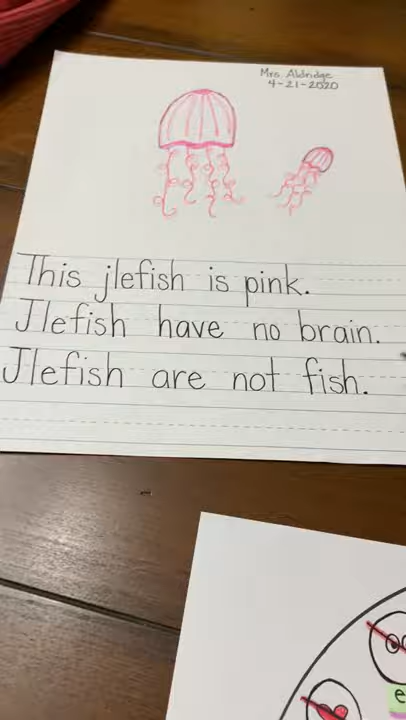 Mrs. Aldridge
4-21-2020
This jlefish is pink.
Jlefish have no brain.
Jlefish are not fish.
e